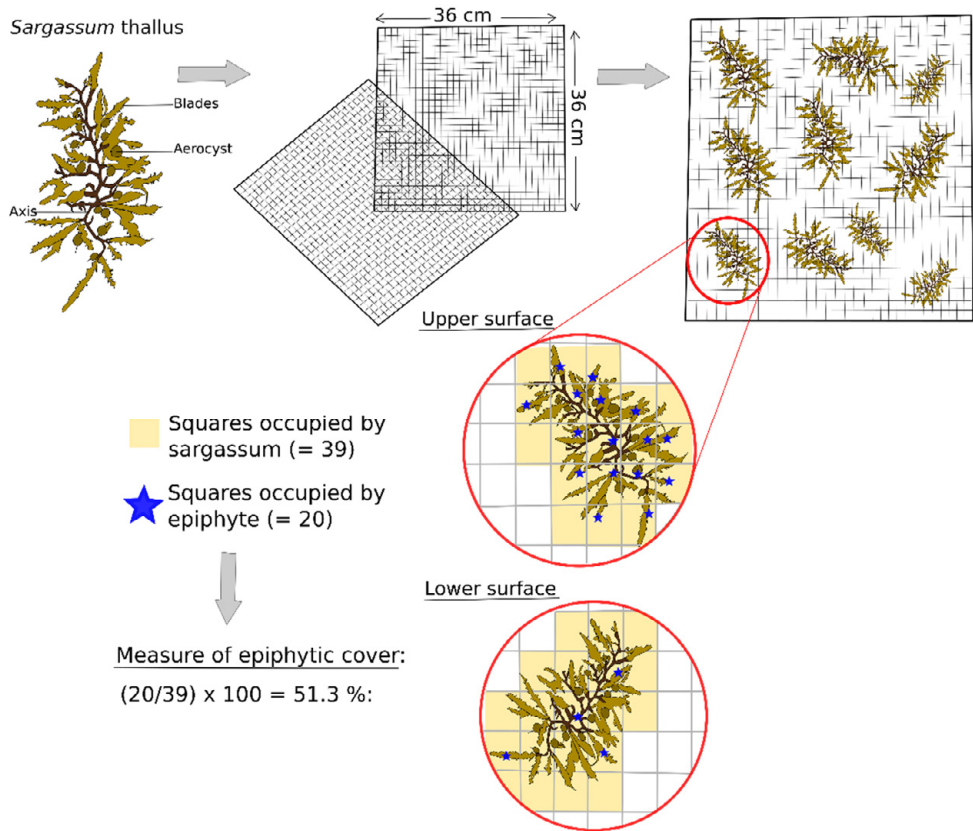 Sargassum thallus
Blades
Aerocyst
Axis
36 cm
36 cm
Upper surface
Squares occupied by
sargassum (= 39)
Squares occupied by
epiphyte (= 20)
Lower surface
Measure of epiphytic cover:
(20/39) x 100 = 51.3 %: